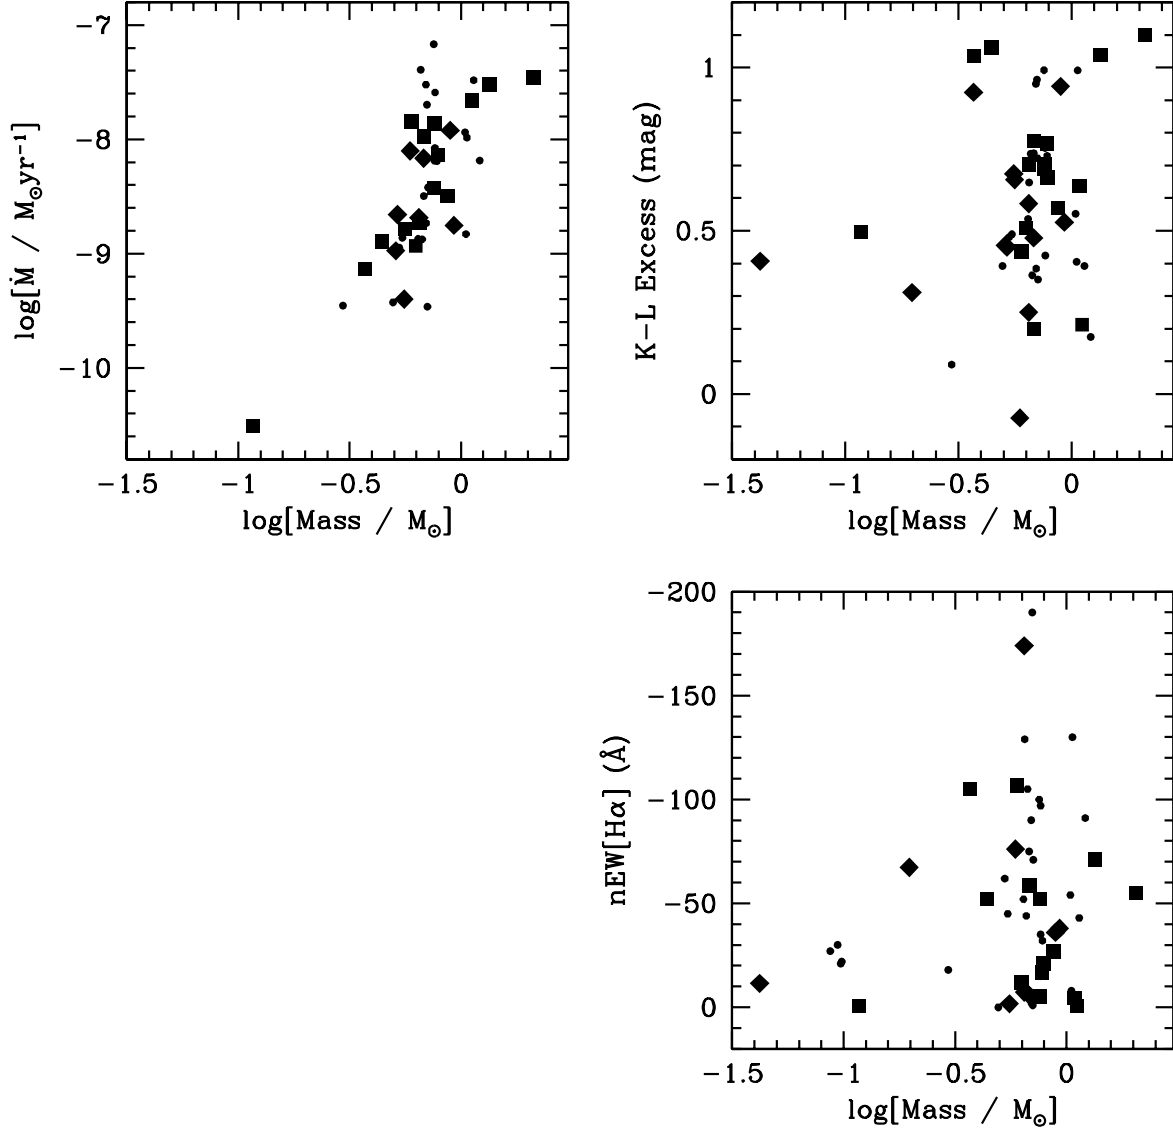 -7
-8
-9
-10
log[Ṁ / M⊙yr⁻¹]
-1.5 -1 -0.5 0
log[Mass / M⊙]
1
0.5
0
K-L Excess (mag)
-1.5 -1 -0.5 0
log[Mass / M⊙]
-200
-150
-100
-50
0
nEW[Hα] (Å)
-1.5 -1 -0.5 0
log[Mass / M⊙]